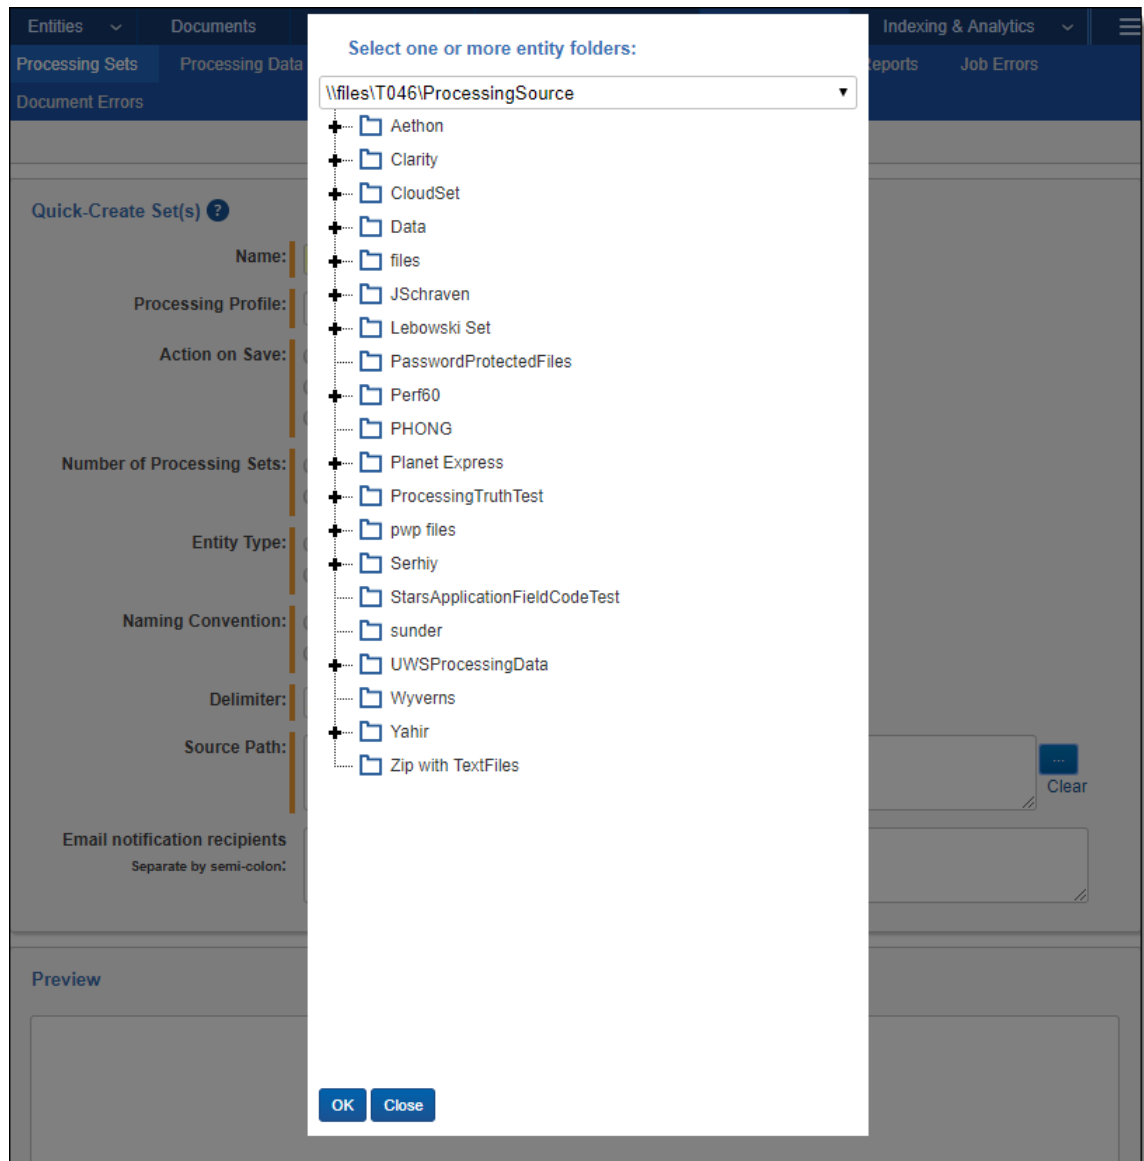 Entities
Documents
Indexing & Analytics
Processing Sets
Processing Data
eports
Job Errors
Document Errors
Select one or more entity folders:
\\files\T046\ProcessingSource
Aethon
Clarity
CloudSet
Data
files
JSchraven
Lebowski Set
PasswordProtectedFiles
Perf60
PHONG
Planet Express
ProcessingTruthTest
pwp files
Serhiy
StarsApplicationFieldCodeTest
sunder
UWSProcessingData
Wyverns
Yahir
Zip with TextFiles
OK
Close
Quick-Create Set(s) ?
Name:
Processing Profile:
Action on Save:
Number of Processing Sets:
Entity Type:
Naming Convention:
Delimiter:
Source Path:
...
Clear
Email notification recipients
Separate by semi-colon:
Preview